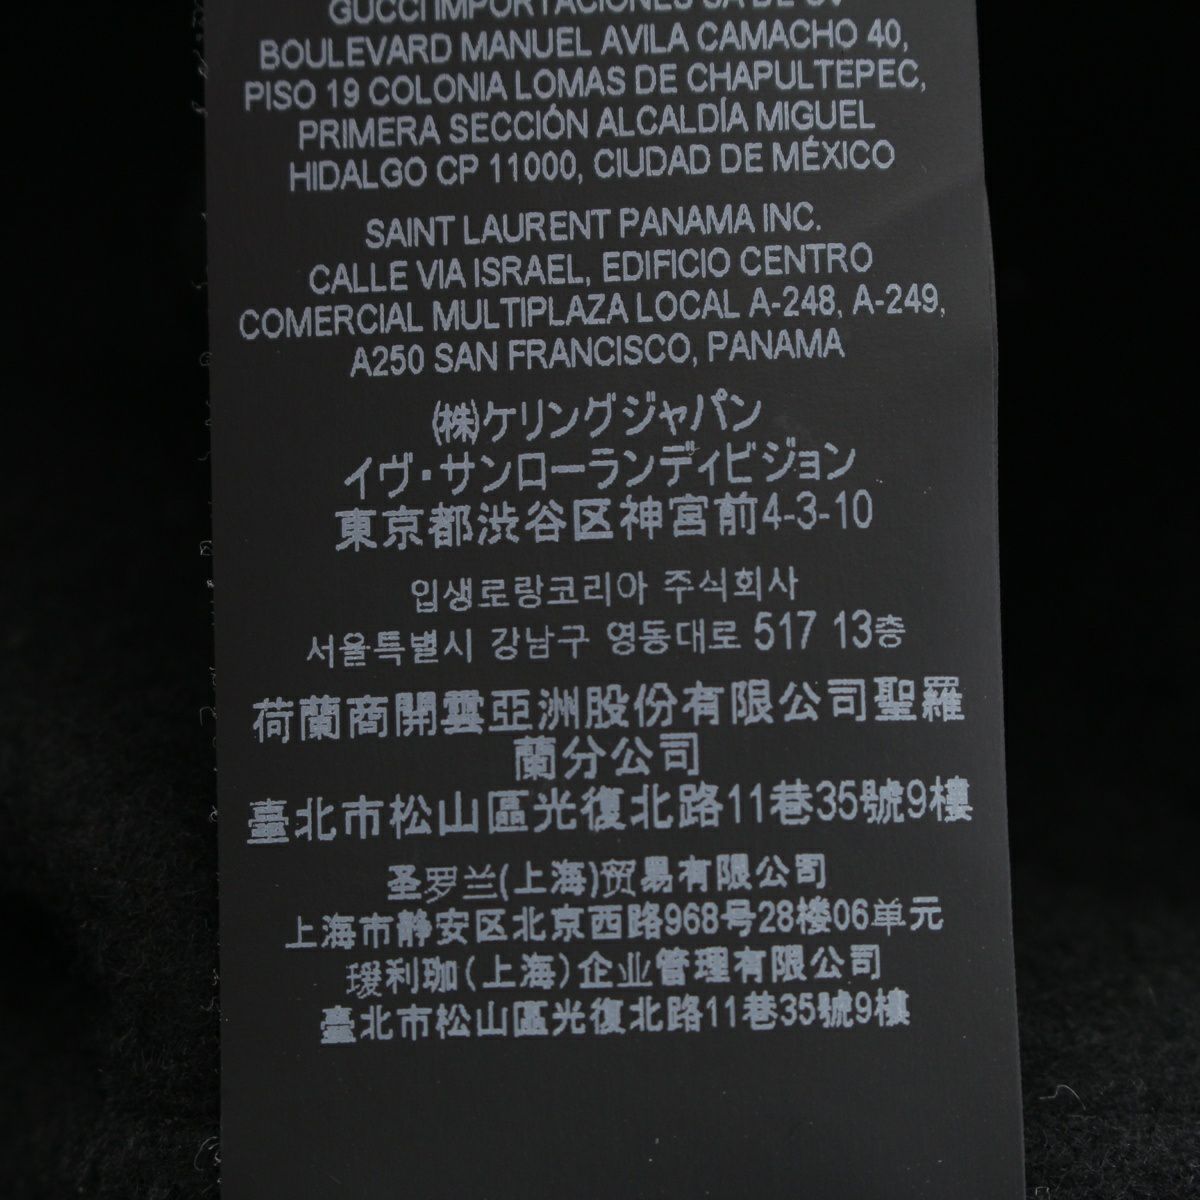 GUCCI IMPORTACIONES SA DE CV
BOULEVARD MANUEL AVILA CAMACHO 40,
PISO 19 COLONIA LOMAS DE CHAPULTEPEC,
PRIMERA SECCIÓN ALCALDÍA MIGUEL
HIDALGO CP 11000, CIUDAD DE MÉXICO
SAINT LAURENT PANAMA INC.
CALLE VIA ISRAEL, EDIFICIO CENTRO
COMERCIAL MULTIPLAZA LOCAL A-248, A-249,
A250 SAN FRANCISCO, PANAMA
(株)ケリングジャパン
イヴ・サンローランディビジョン
東京都渋谷区神宮前4-3-10
입생로랑코리아 주식회사
서울특별시 강남구 영동대로 517 13층
荷蘭商開雲亞洲股份有限公司聖羅
蘭分公司
臺北市松山區光復北路11巷35號9樓
圣罗兰(上海)贸易有限公司
上海市静安区北京西路968号28楼06单元
瑷利珈(上海)企业管理有限公司
臺北市松山區光復北路11巷35號9樓